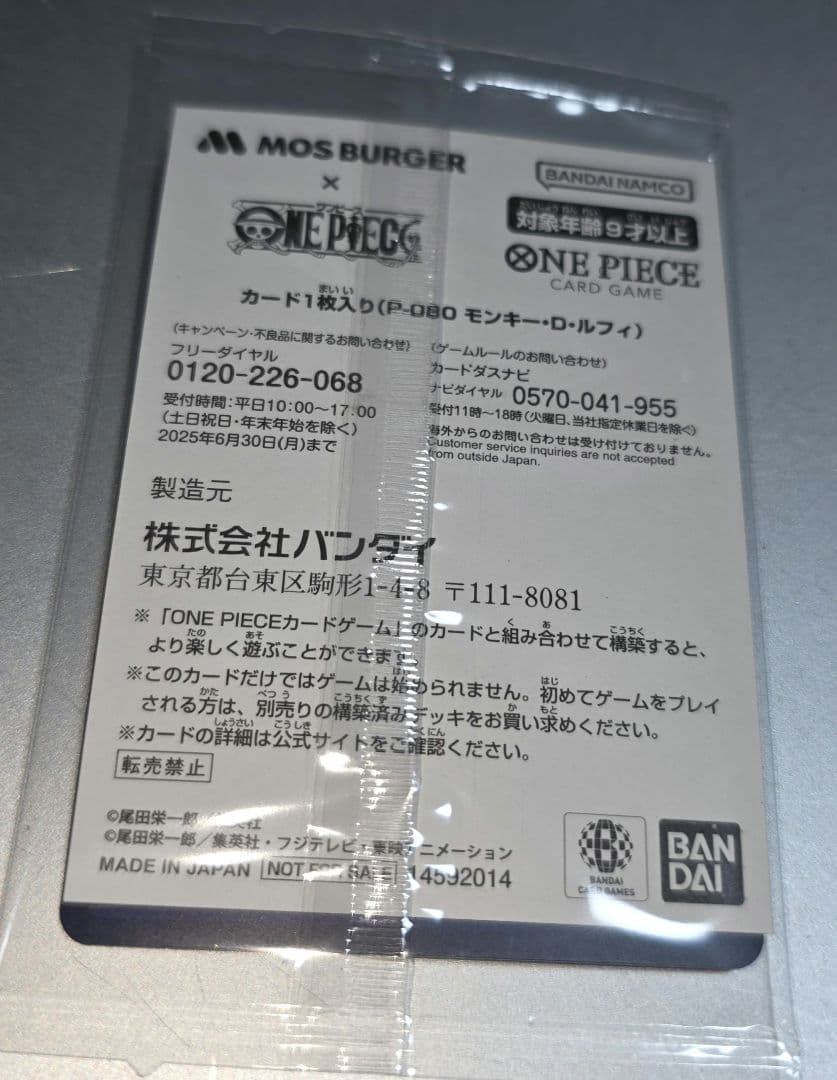 MOS BURGER
×
ワンピース
ONE PIECE
BANDAI NAMCO
対象年齢9才以上
ONE PIECE
CARD GAME
カード1枚入り(P-080 モンキー・D・ルフィ)
(キャンペーン・不良品に関するお問い合わせ)
フリーダイヤル
0120-226-068
受付時間:平日10:00〜17:00
(土日祝日・年末年始を除く)
2025年6月30日(月)まで
(ゲームルールのお問い合わせ)
カードダスナビ
ナビダイヤル 0570-041-955
受付11時〜18時(火曜日、当社指定休業日を除く)
海外からのお問い合わせは受け付けておりません。
Customer service inquiries are not accepted
from outside Japan.
製造元
株式会社バンダイ
東京都台東区駒形1-4-8 〒111-8081
※「ONE PIECEカードゲーム」のカードと組み合わせて構築すると、
より楽しく遊ぶことができます。
※このカードだけではゲームは始められません。初めてゲームをプレイ
される方は、別売りの構築済みデッキをお買い求めください。
※カードの詳細は公式サイトをご確認ください。
転売禁止
©尾田栄一郎/集英社
©尾田栄一郎/集英社・フジテレビ・東映アニメーション
MADE IN JAPAN NOT FOR SALE 14592014
BANDAI
CARD GAMES
BAN
DAI